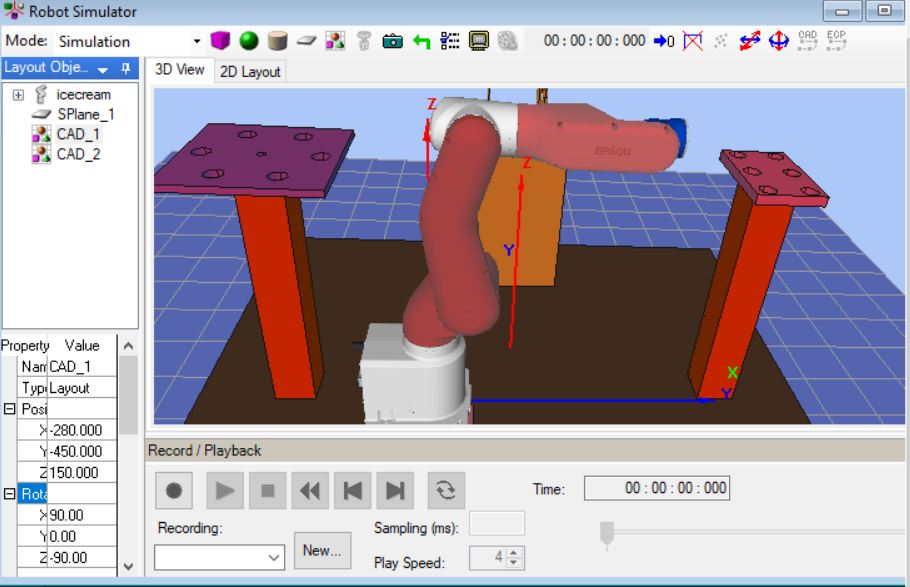 Robot Simulator
Mode: Simulation
00 : 00 : 00 : 000
CAD
ECP
Layout Obje...
3D View
2D Layout
icecream
SPlane_1
CAD_1
CAD_2
Z
Z
EPSON
Y
X
Y
Property Value
Nam CAD_1
Type Layout
Posi
X -280.000
Y -450.000
Z 150.000
Rota
X 90.00
Y 0.00
Z -90.00
Record / Playback
Time: 00 : 00 : 00 : 000
Recording:
New...
Sampling (ms):
Play Speed: 4